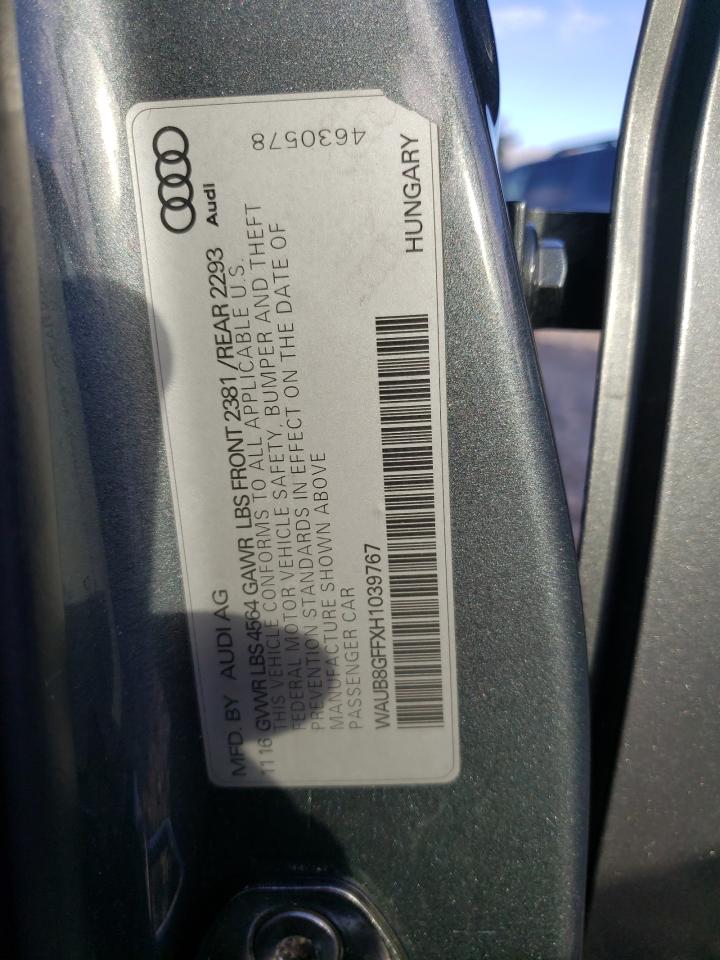 4630578
Audi
MFD. BY AUDI AG
11 16 GVWR LBS 4564 GAWR LBS FRONT 2381 /REAR 2293
THIS VEHICLE CONFORMS TO ALL APPLICABLE U.S.
FEDERAL MOTOR VEHICLE SAFETY, BUMPER AND THEFT
PREVENTION STANDARDS IN EFFECT ON THE DATE OF
MANUFACTURE SHOWN ABOVE
PASSENGER CAR
WAUB8GFFXH1039767
HUNGARY